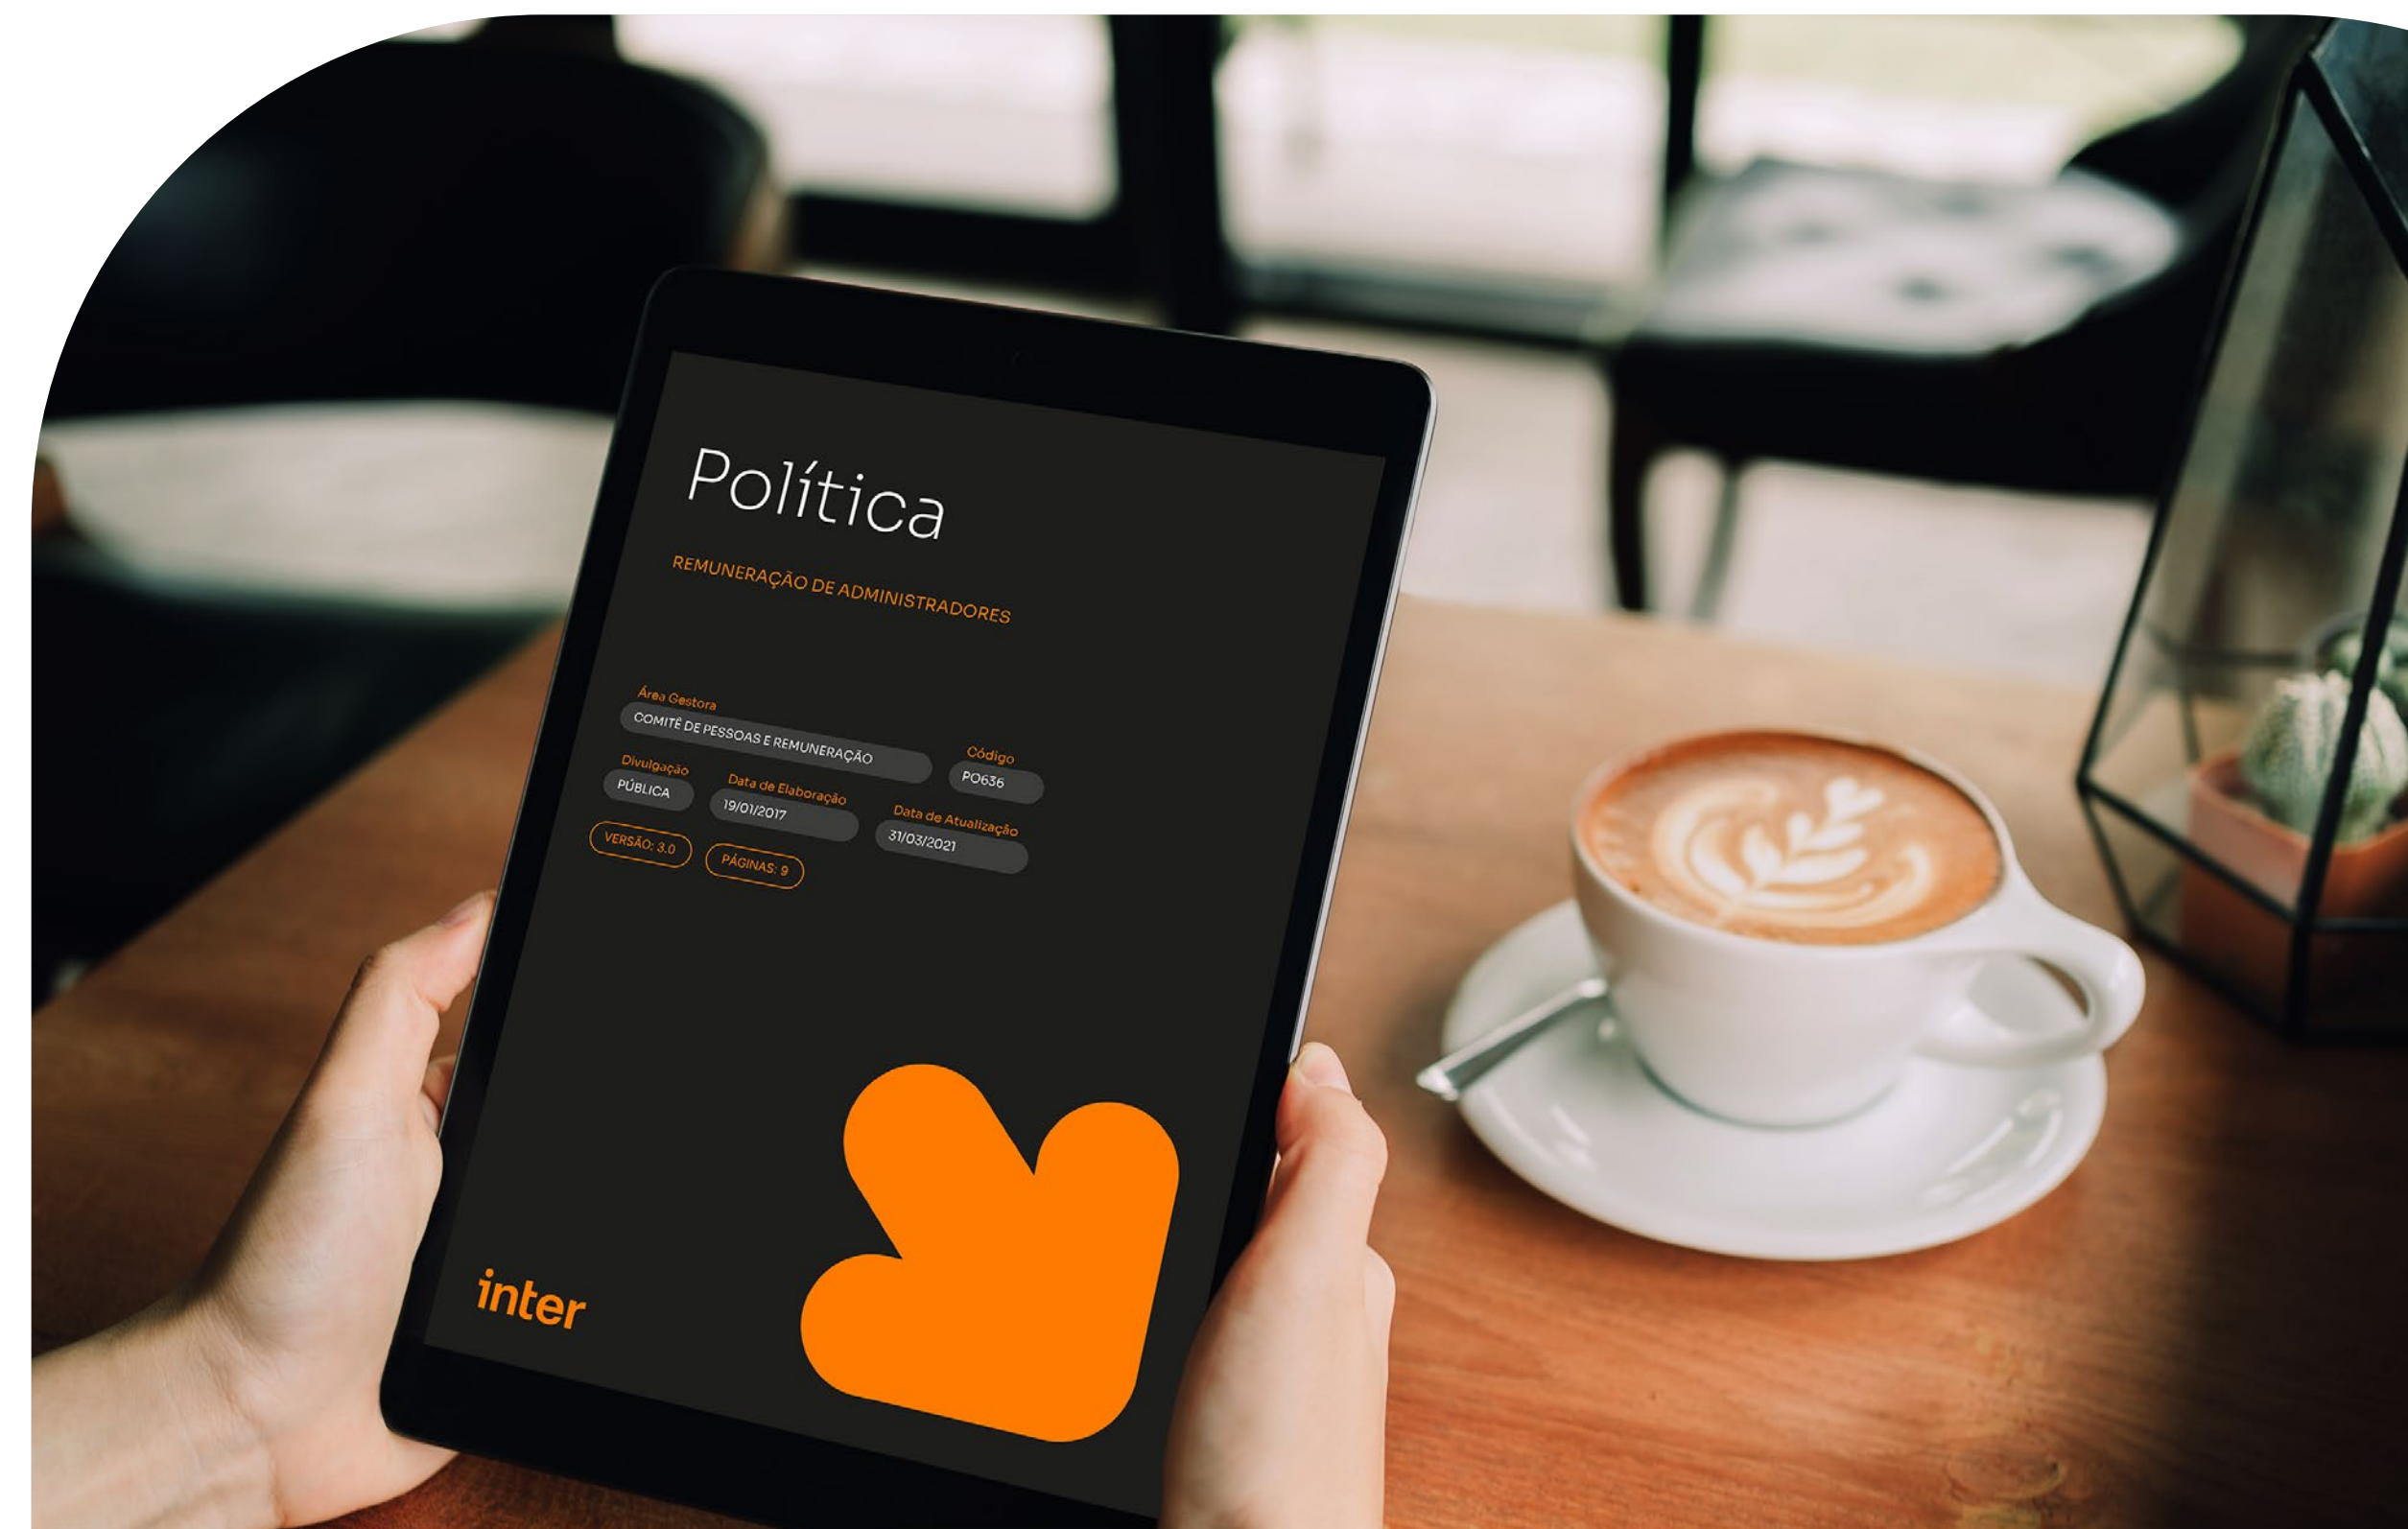 Política
REMUNERAÇÃO DE ADMINISTRADORES
Área Gestora
COMITÊ DE PESSOAS E REMUNERAÇÃO
Código
PO636
Divulgação
PÚBLICA
Data de Elaboração
19/01/2017
Data de Atualização
31/03/2021
VERSÃO: 3.0
PÁGINAS: 9
inter